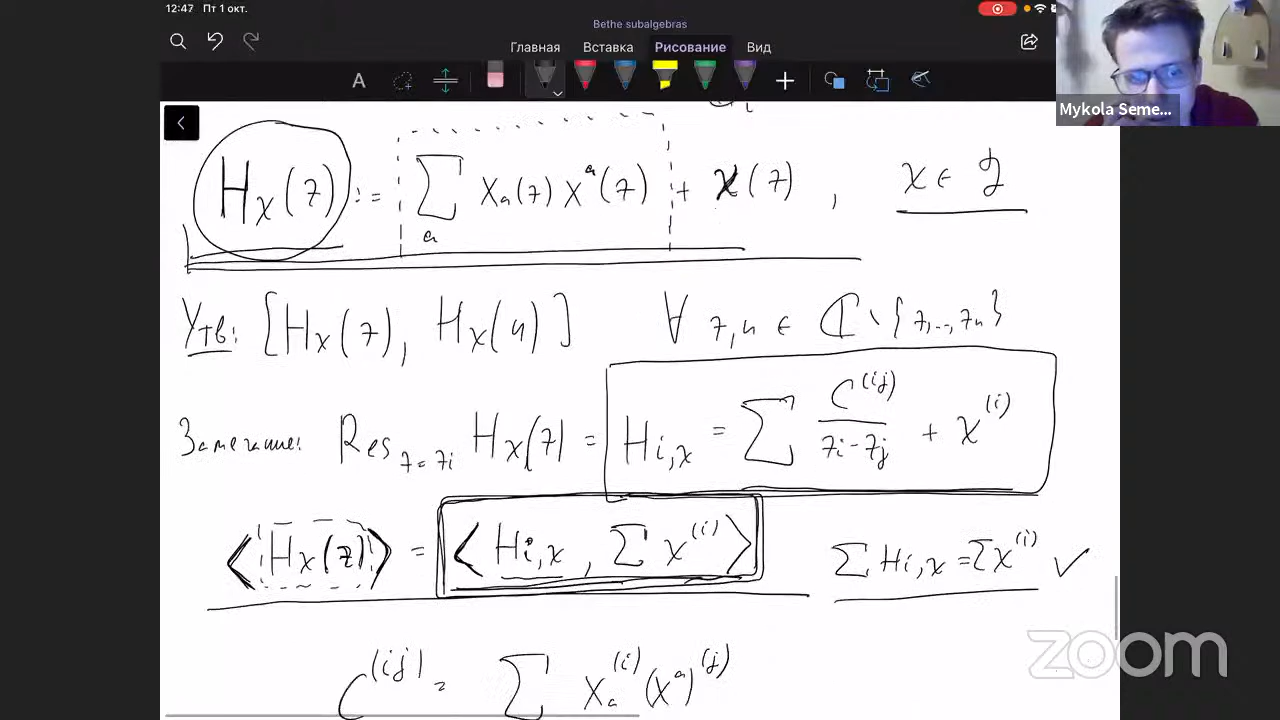 12:47 Пт 1 окт.
Bethe subalgebras
Главная Вставка Рисование Вид
Mykola Seme...
H_χ(z) := Σ_a x_a(z) x^a(z) + χ(z), χ ∈ g
Утв: [H_χ(z), H_χ(u)] ∀ z,u ∈ ℂ \ {z,..., z_n}
Замечание: Res_{z=z_i} H_χ(z) = H_{i,χ} = Σ C^{(ij)} / (z_i - z_j) + χ^{(i)}
⟨H_χ(z)⟩ = ⟨H_{i,χ}, Σ χ^{(i)}⟩ Σ H_{i,χ} = Σ χ^{(i)} ✓
C^{(ij)} = Σ x_a^{(i)} (x^a)^{(j)}
zoom